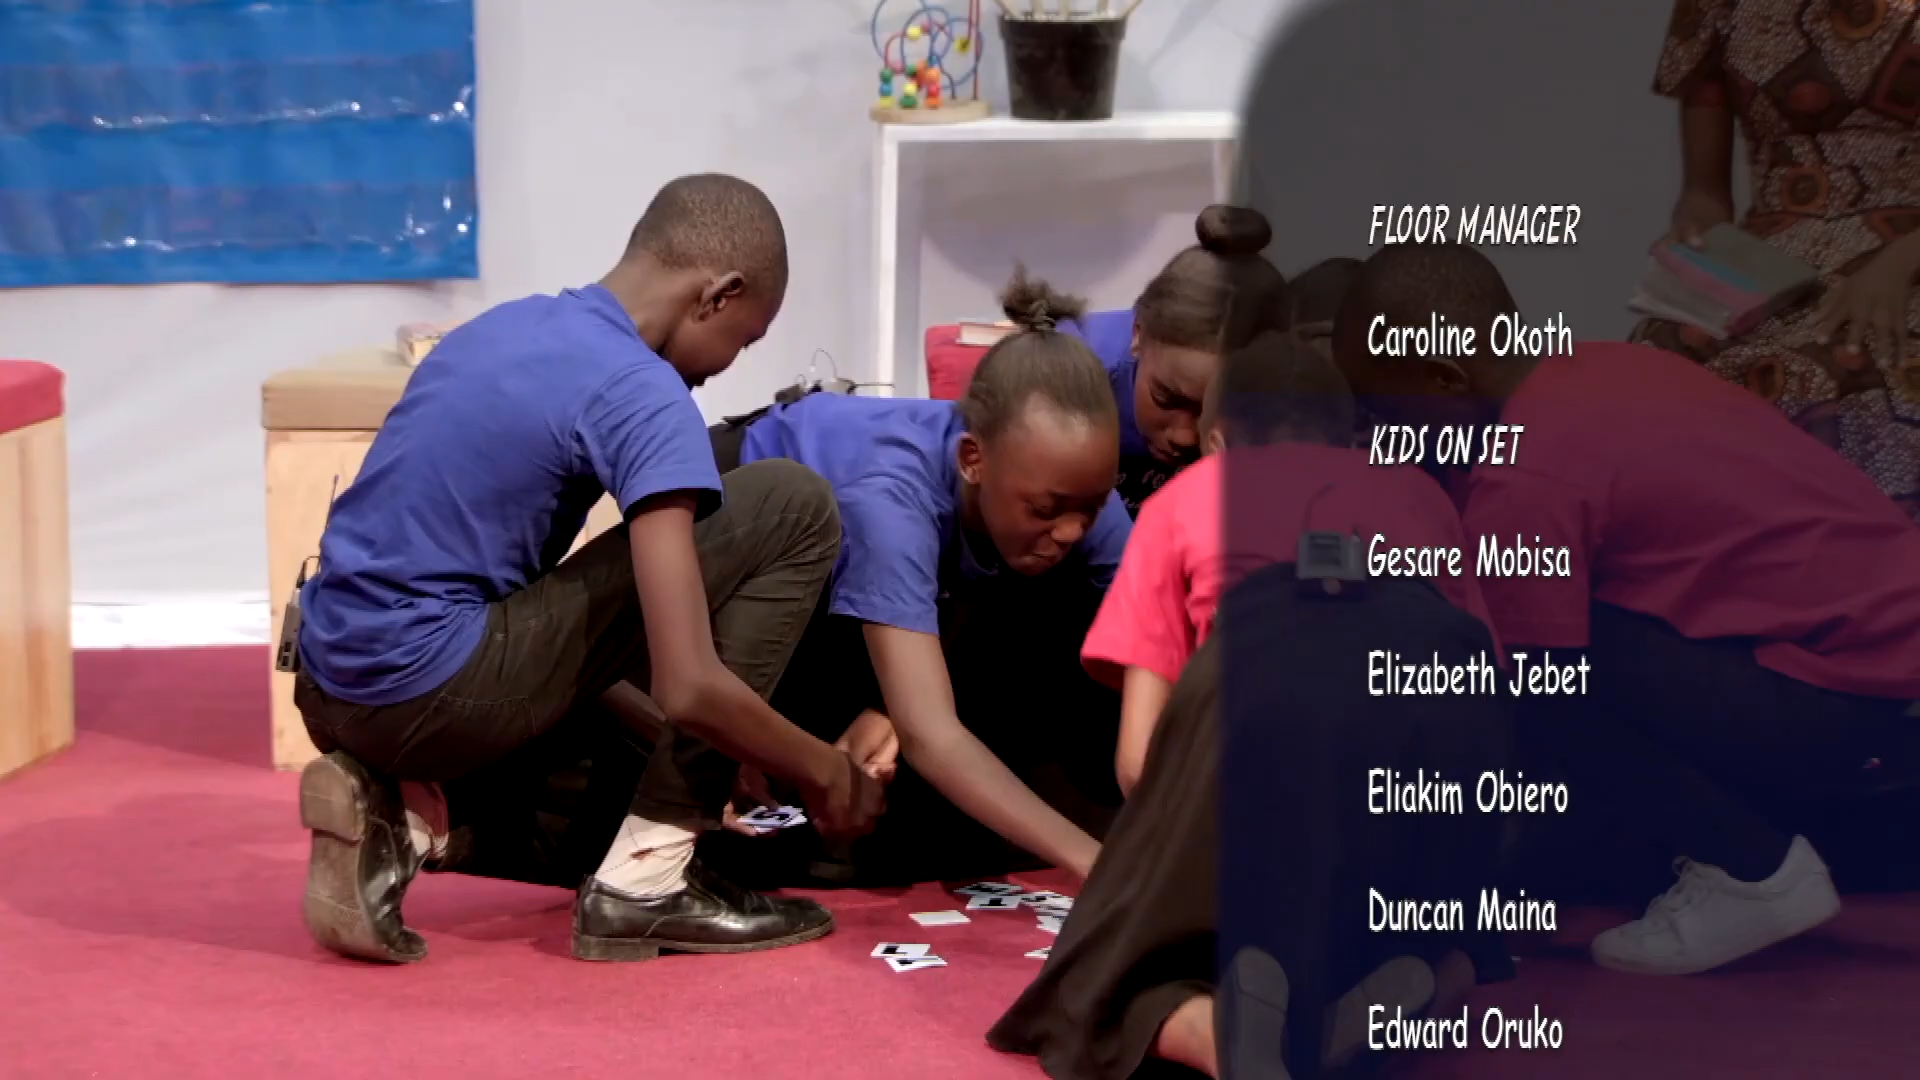 FLOOR MANAGER
Caroline Okoth
KIDS ON SET
Gesare Mobisa
Elizabeth Jebet
Eliakim Obiero
Duncan Maina
Edward Oruko